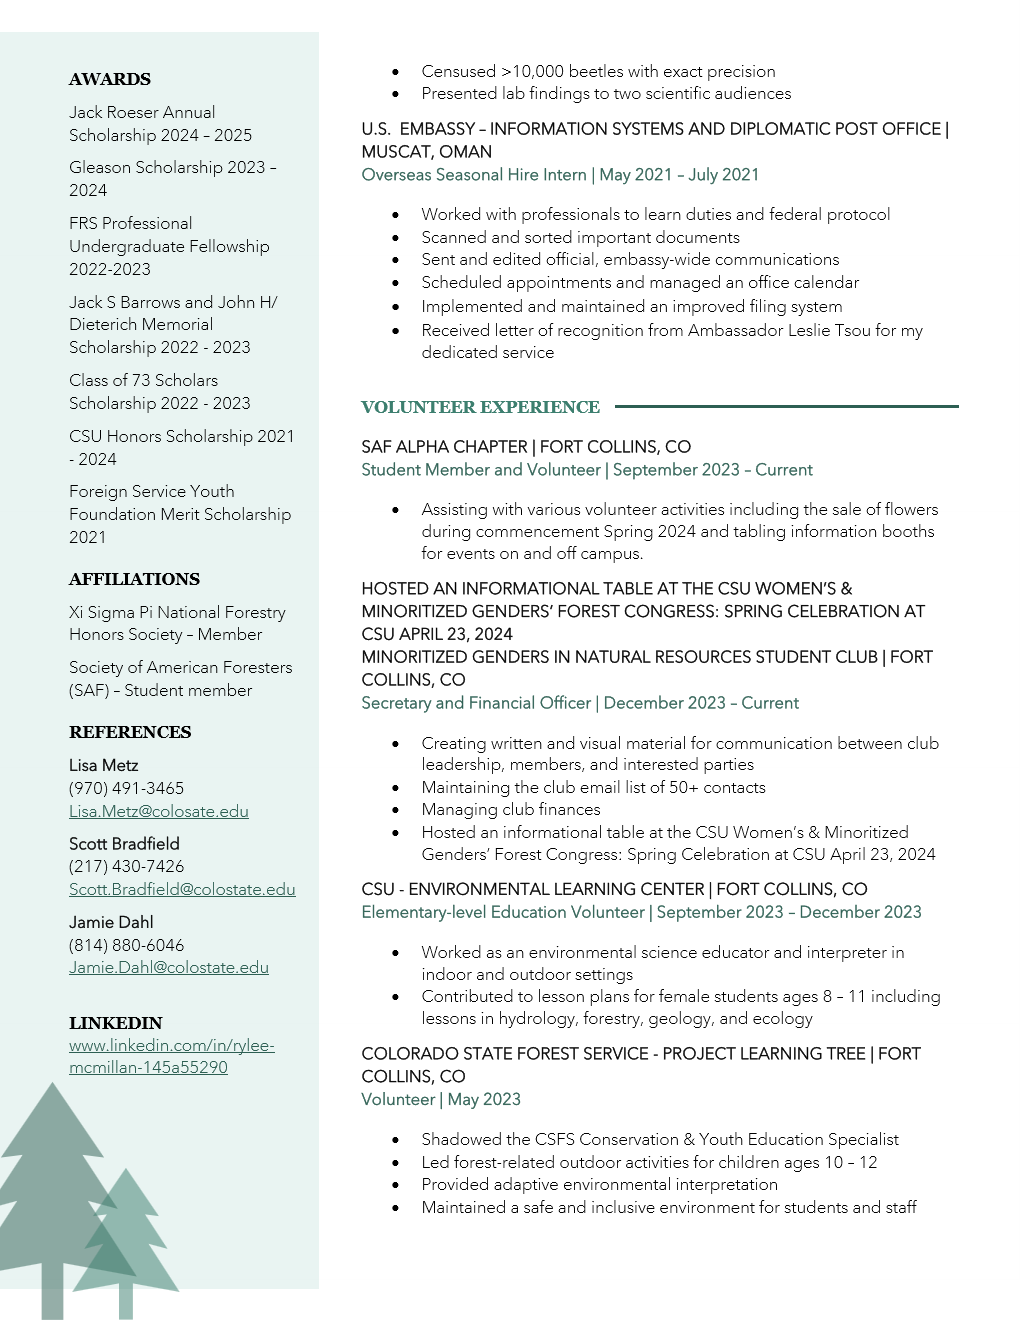 AWARDS
Jack Roeser Annual
Scholarship 2024 – 2025
Gleason Scholarship 2023 –
2024
FRS Professional
Undergraduate Fellowship
2022-2023
Jack S Barrows and John H/
Dieterich Memorial
Scholarship 2022 - 2023
Class of 73 Scholars
Scholarship 2022 - 2023
CSU Honors Scholarship 2021
- 2024
Foreign Service Youth
Foundation Merit Scholarship
2021
AFFILIATIONS
Xi Sigma Pi National Forestry
Honors Society – Member
Society of American Foresters
(SAF) – Student member
REFERENCES
Lisa Metz
(970) 491-3465
Lisa.Metz@colosate.edu
Scott Bradfield
(217) 430-7426
Scott.Bradfield@colostate.edu
Jamie Dahl
(814) 880-6046
Jamie.Dahl@colostate.edu
LINKEDIN
www.linkedin.com/in/rylee-
mcmillan-145a55290
• Censused >10,000 beetles with exact precision
• Presented lab findings to two scientific audiences
U.S.  EMBASSY – INFORMATION SYSTEMS AND DIPLOMATIC POST OFFICE |
MUSCAT, OMAN
Overseas Seasonal Hire Intern | May 2021 – July 2021
• Worked with professionals to learn duties and federal protocol
• Scanned and sorted important documents
• Sent and edited official, embassy-wide communications
• Scheduled appointments and managed an office calendar
• Implemented and maintained an improved filing system
• Received letter of recognition from Ambassador Leslie Tsou for my
dedicated service
VOLUNTEER EXPERIENCE
SAF ALPHA CHAPTER | FORT COLLINS, CO
Student Member and Volunteer | September 2023 – Current
• Assisting with various volunteer activities including the sale of flowers
during commencement Spring 2024 and tabling information booths
for events on and off campus.
HOSTED AN INFORMATIONAL TABLE AT THE CSU WOMEN’S &
MINORITIZED GENDERS’ FOREST CONGRESS: SPRING CELEBRATION AT
CSU APRIL 23, 2024
MINORITIZED GENDERS IN NATURAL RESOURCES STUDENT CLUB | FORT
COLLINS, CO
Secretary and Financial Officer | December 2023 – Current
• Creating written and visual material for communication between club
leadership, members, and interested parties
• Maintaining the club email list of 50+ contacts
• Managing club finances
• Hosted an informational table at the CSU Women’s & Minoritized
Genders’ Forest Congress: Spring Celebration at CSU April 23, 2024
CSU - ENVIRONMENTAL LEARNING CENTER | FORT COLLINS, CO
Elementary-level Education Volunteer | September 2023 – December 2023
• Worked as an environmental science educator and interpreter in
indoor and outdoor settings
• Contributed to lesson plans for female students ages 8 – 11 including
lessons in hydrology, forestry, geology, and ecology
COLORADO STATE FOREST SERVICE - PROJECT LEARNING TREE | FORT
COLLINS, CO
Volunteer | May 2023
• Shadowed the CSFS Conservation & Youth Education Specialist
• Led forest-related outdoor activities for children ages 10 – 12
• Provided adaptive environmental interpretation
• Maintained a safe and inclusive environment for students and staff